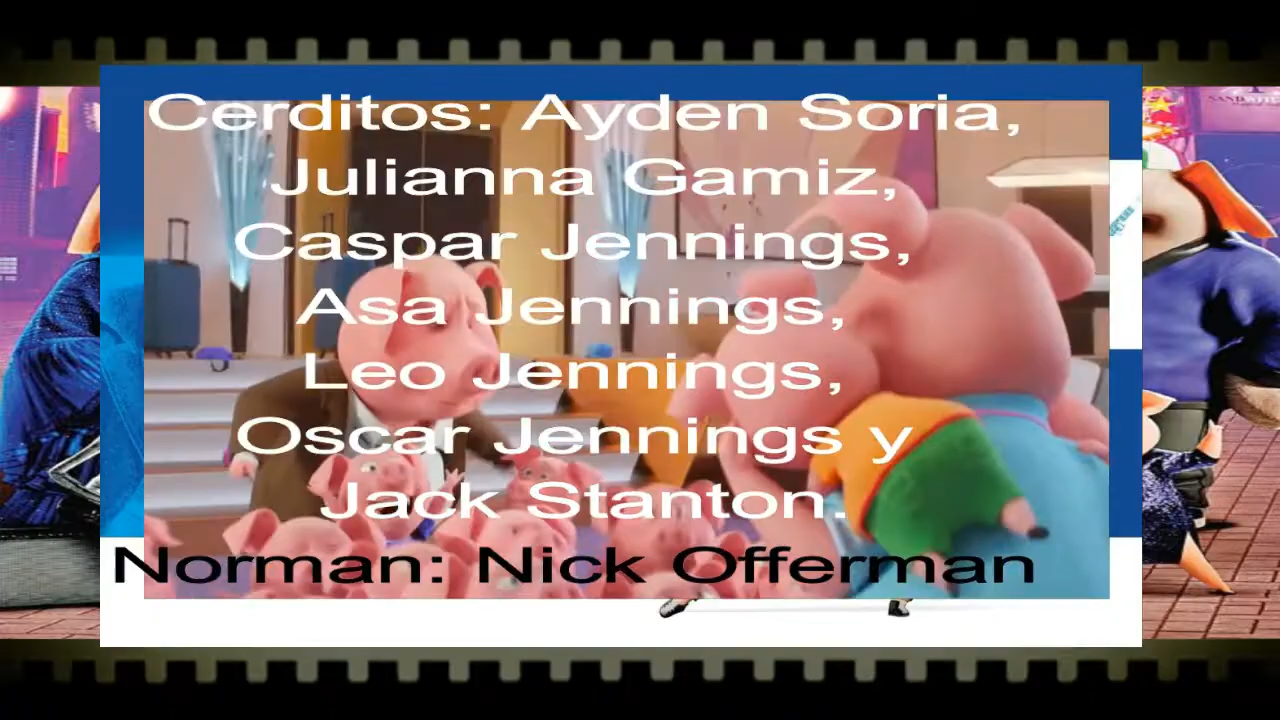 Cerditos: Ayden Soria,
Julianna Gamiz,
Caspar Jennings,
Asa Jennings,
Leo Jennings,
Oscar Jennings y
Jack Stanton.
Norman: Nick Offerman